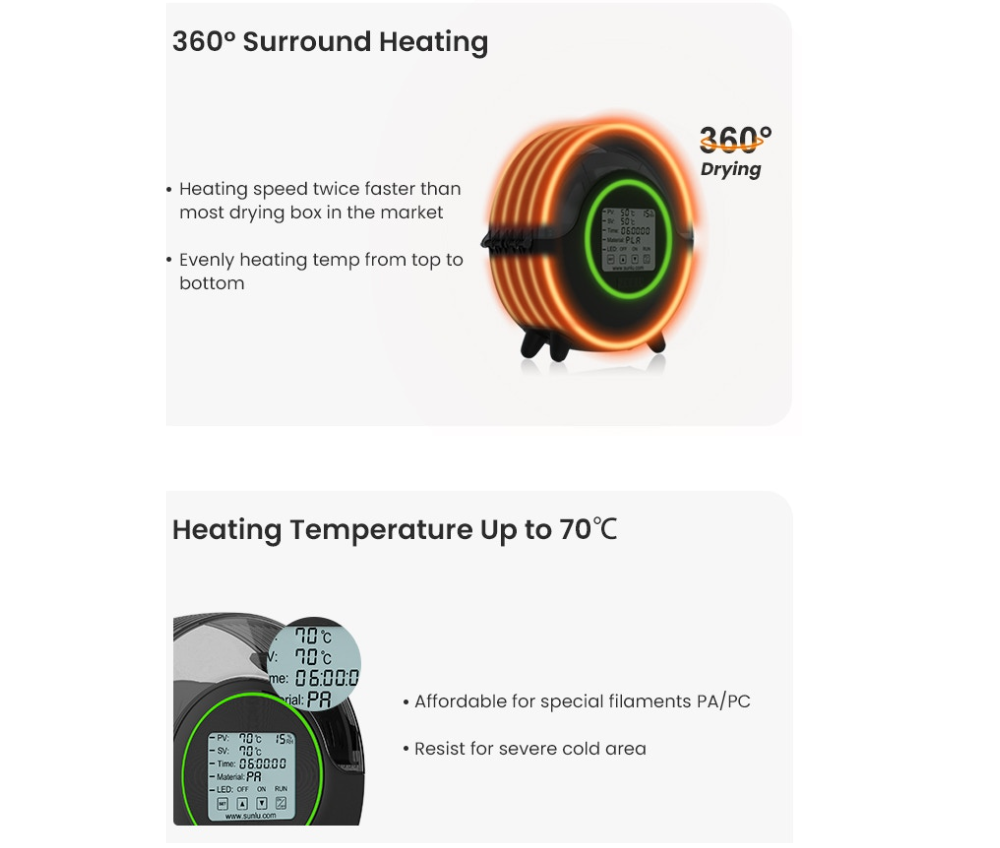 360° Surround Heating
360°
Drying
• Heating speed twice faster than
most drying box in the market
• Evenly heating temp from top to
bottom
PV: 50℃ 15%
SV: 50℃
Time: 06:00:00
Material: PLA
LED: OFF ON RUN
SET ▲ ▼
www.sunlu.com
Heating Temperature Up to 70℃
: 70℃
V: 70℃
me: 06:00:0
rial: PA
• Affordable for special filaments PA/PC
• Resist for severe cold area
PV: 70℃ 15%
SV: 70℃
Time: 06:00:00
Material: PA
LED: OFF ON RUN
SET ▲ ▼
www.sunlu.com